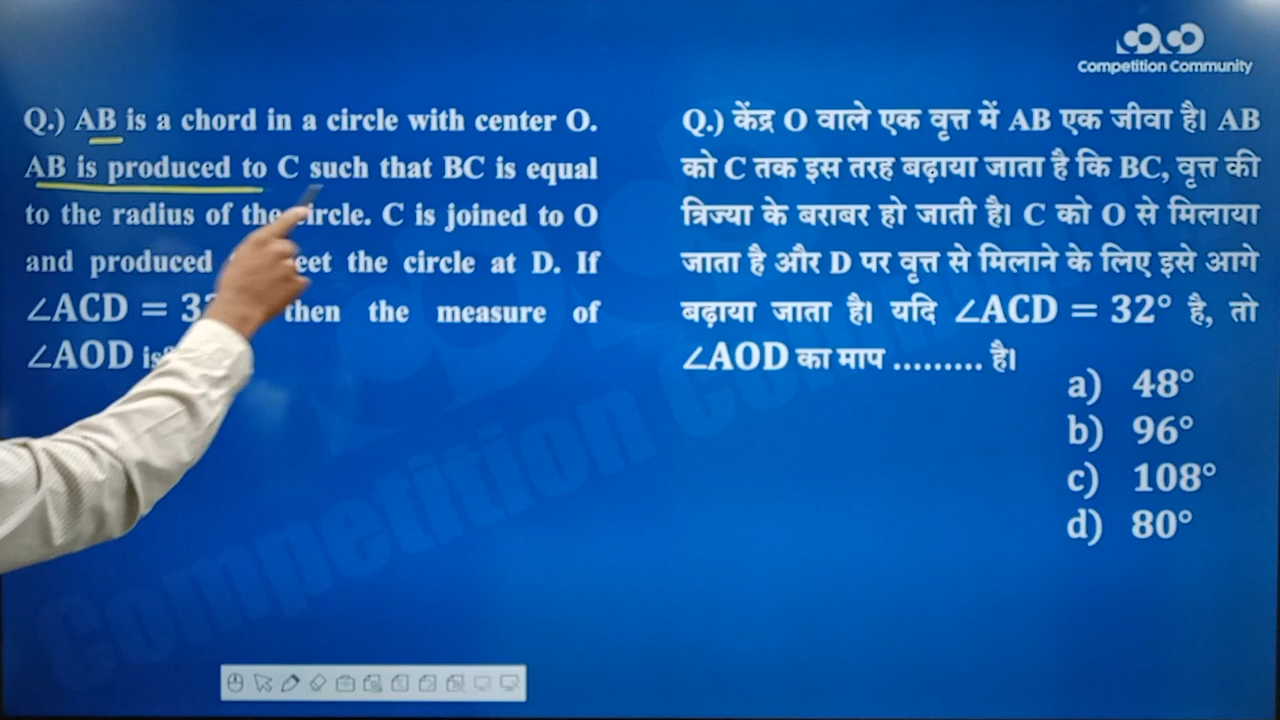 Competition Community
Q.) AB is a chord in a circle with center O.
AB is produced to C such that BC is equal
to the radius of the circle. C is joined to O
and produced eet the circle at D. If
∠ACD = 3 then the measure of
∠AOD is
Q.) केंद्र O वाले एक वृत्त में AB एक जीवा है। AB
को C तक इस तरह बढ़ाया जाता है कि BC, वृत्त की
त्रिज्या के बराबर हो जाती है। C को O से मिलाया
जाता है और D पर वृत्त से मिलाने के लिए इसे आगे
बढ़ाया जाता है। यदि ∠ACD = 32° है, तो
∠AOD का माप ......... है।
a) 48°
b) 96°
c) 108°
d) 80°
Competition Community